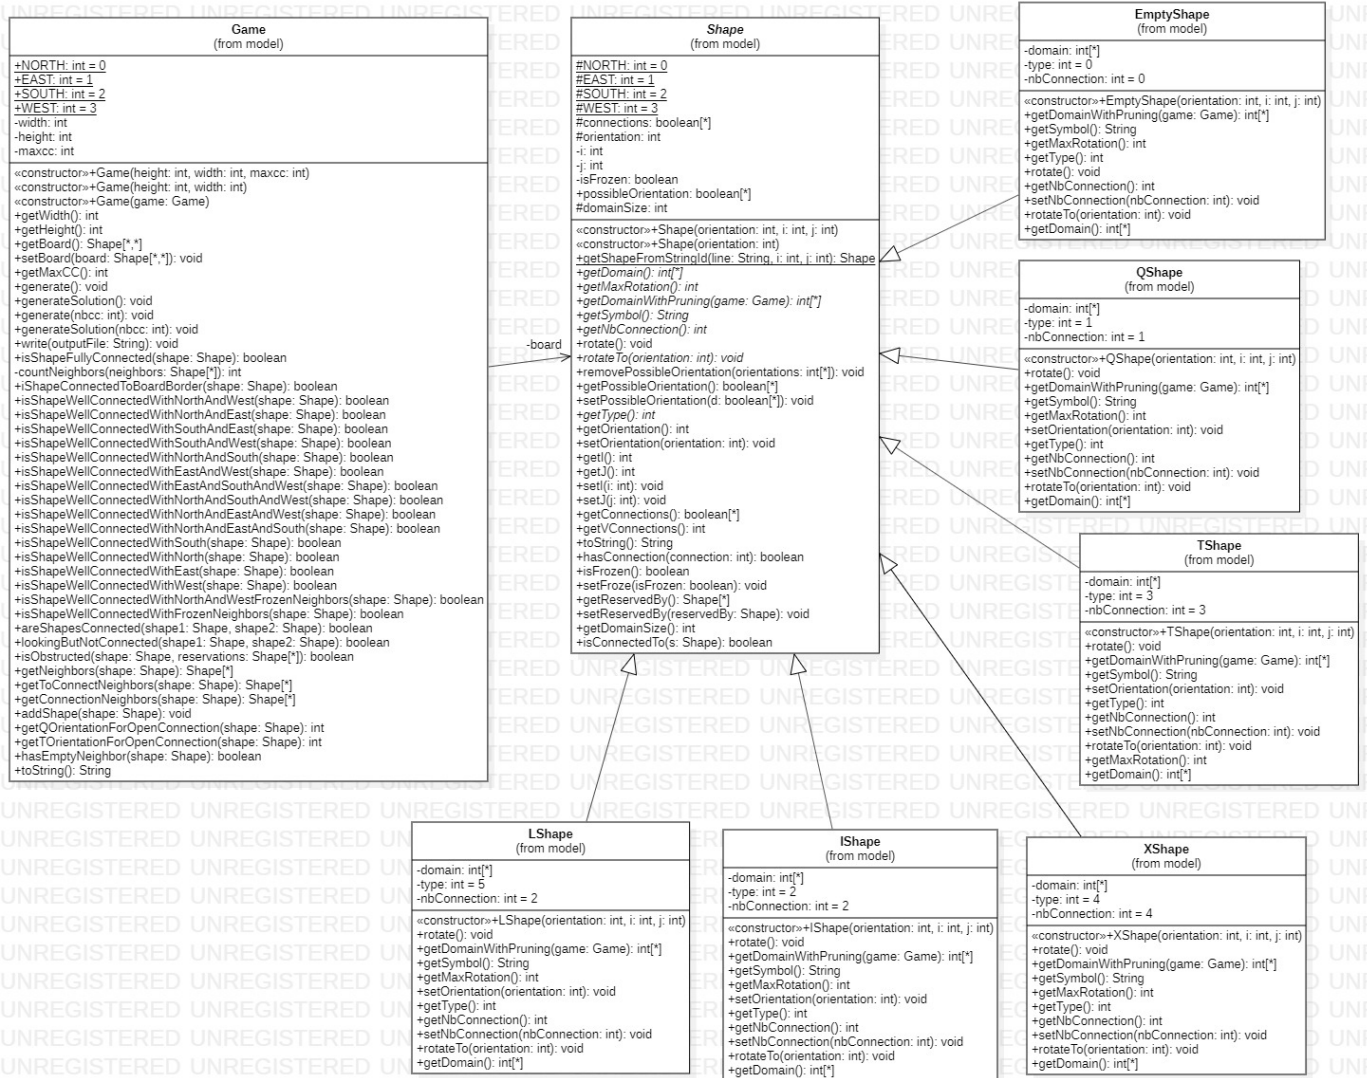 Game
(from model)
+NORTH: int = 0
+EAST: int = 1
+SOUTH: int = 2
+WEST: int = 3
-width: int
-height: int
-maxcc: int
«constructor»+Game(height: int, width: int, maxcc: int)
«constructor»+Game(height: int, width: int)
«constructor»+Game(game: Game)
+getWidth(): int
+getHeight(): int
+getBoard(): Shape[*,*]
+setBoard(board: Shape[*,*]): void
+getMaxCC(): int
+generate(): void
+generateSolution(): void
+generate(nbcc: int): void
+generateSolution(nbcc: int): void
+write(outputFile: String): void
+isShapeFullyConnected(shape: Shape): boolean
-countNeighbors(neighbors: Shape[*]): int
+iShapeConnectedToBoardBorder(shape: Shape): boolean
+isShapeWellConnectedWithNorthAndWest(shape: Shape): boolean
+isShapeWellConnectedWithNorthAndEast(shape: Shape): boolean
+isShapeWellConnectedWithSouthAndEast(shape: Shape): boolean
+isShapeWellConnectedWithSouthAndWest(shape: Shape): boolean
+isShapeWellConnectedWithNorthAndSouth(shape: Shape): boolean
+isShapeWellConnectedWithEastAndWest(shape: Shape): boolean
+isShapeWellConnectedWithEastAndSouthAndWest(shape: Shape): boolean
+isShapeWellConnectedWithNorthAndSouthAndWest(shape: Shape): boolean
+isShapeWellConnectedWithNorthAndEastAndWest(shape: Shape): boolean
+isShapeWellConnectedWithNorthAndEastAndSouth(shape: Shape): boolean
+isShapeWellConnectedWithSouth(shape: Shape): boolean
+isShapeWellConnectedWithNorth(shape: Shape): boolean
+isShapeWellConnectedWithEast(shape: Shape): boolean
+isShapeWellConnectedWithWest(shape: Shape): boolean
+isShapeWellConnectedWithNorthAndWestFrozenNeighbors(shape: Shape): boolean
+isShapeWellConnectedWithFrozenNeighbors(shape: Shape): boolean
+areShapesConnected(shape1: Shape, shape2: Shape): boolean
+lookingButNotConnected(shape1: Shape, shape2: Shape): boolean
+isObstructed(shape: Shape, reservations: Shape[*]): boolean
+getNeighbors(shape: Shape): Shape[*]
+getToConnectNeighbors(shape: Shape): Shape[*]
+getConnectionNeighbors(shape: Shape): Shape[*]
+addShape(shape: Shape): void
+getQOrientationForOpenConnection(shape: Shape): int
+getTOrientationForOpenConnection(shape: Shape): int
+hasEmptyNeighbor(shape: Shape): boolean
+toString(): String
-board
Shape
(from model)
#NORTH: int = 0
#EAST: int = 1
#SOUTH: int = 2
#WEST: int = 3
#connections: boolean[*]
#orientation: int
-i: int
-j: int
-isFrozen: boolean
+possibleOrientation: boolean[*]
#domainSize: int
«constructor»+Shape(orientation: int, i: int, j: int)
«constructor»+Shape(orientation: int)
+getShapeFromStringId(line: String, i: int, j: int): Shape
+getDomain(): int[*]
+getMaxRotation(): int
+getDomainWithPruning(game: Game): int[*]
+getSymbol(): String
+getNbConnection(): int
+rotate(): void
+rotateTo(orientation: int): void
+removePossibleOrientation(orientations: int[*]): void
+getPossibleOrientation(): boolean[*]
+setPossibleOrientation(d: boolean[*]): void
+getType(): int
+getOrientation(): int
+setOrientation(orientation: int): void
+getI(): int
+getJ(): int
+setI(i: int): void
+setJ(j: int): void
+getConnections(): boolean[*]
+getVConnections(): int
+toString(): String
+hasConnection(connection: int): boolean
+isFrozen(): boolean
+setFroze(isFrozen: boolean): void
+getReservedBy(): Shape[*]
+setReservedBy(reservedBy: Shape): void
+getDomainSize(): int
+isConnectedTo(s: Shape): boolean
EmptyShape
(from model)
-domain: int[*]
-type: int = 0
-nbConnection: int = 0
«constructor»+EmptyShape(orientation: int, i: int, j: int)
+getDomainWithPruning(game: Game): int[*]
+getSymbol(): String
+getMaxRotation(): int
+getType(): int
+rotate(): void
+getNbConnection(): int
+setNbConnection(nbConnection: int): void
+rotateTo(orientation: int): void
+getDomain(): int[*]
QShape
(from model)
-domain: int[*]
-type: int = 1
-nbConnection: int = 1
«constructor»+QShape(orientation: int, i: int, j: int)
+rotate(): void
+getDomainWithPruning(game: Game): int[*]
+getSymbol(): String
+getMaxRotation(): int
+setOrientation(orientation: int): void
+getType(): int
+getNbConnection(): int
+setNbConnection(nbConnection: int): void
+rotateTo(orientation: int): void
+getDomain(): int[*]
TShape
(from model)
-domain: int[*]
-type: int = 3
-nbConnection: int = 3
«constructor»+TShape(orientation: int, i: int, j: int)
+rotate(): void
+getDomainWithPruning(game: Game): int[*]
+getSymbol(): String
+setOrientation(orientation: int): void
+getType(): int
+getNbConnection(): int
+setNbConnection(nbConnection: int): void
+rotateTo(orientation: int): void
+getMaxRotation(): int
+getDomain(): int[*]
LShape
(from model)
-domain: int[*]
-type: int = 5
-nbConnection: int = 2
«constructor»+LShape(orientation: int, i: int, j: int)
+rotate(): void
+getDomainWithPruning(game: Game): int[*]
+getSymbol(): String
+getMaxRotation(): int
+setOrientation(orientation: int): void
+getType(): int
+getNbConnection(): int
+setNbConnection(nbConnection: int): void
+rotateTo(orientation: int): void
+getDomain(): int[*]
IShape
(from model)
-domain: int[*]
-type: int = 2
-nbConnection: int = 2
«constructor»+IShape(orientation: int, i: int, j: int)
+rotate(): void
+getDomainWithPruning(game: Game): int[*]
+getSymbol(): String
+getMaxRotation(): int
+setOrientation(orientation: int): void
+getType(): int
+getNbConnection(): int
+setNbConnection(nbConnection: int): void
+rotateTo(orientation: int): void
+getDomain(): int[*]
XShape
(from model)
-domain: int[*]
-type: int = 4
-nbConnection: int = 4
«constructor»+XShape(orientation: int, i: int, j: int)
+rotate(): void
+getDomainWithPruning(game: Game): int[*]
+getSymbol(): String
+getMaxRotation(): int
+getType(): int
+getNbConnection(): int
+setNbConnection(nbConnection: int): void
+rotateTo(orientation: int): void
+getDomain(): int[*]